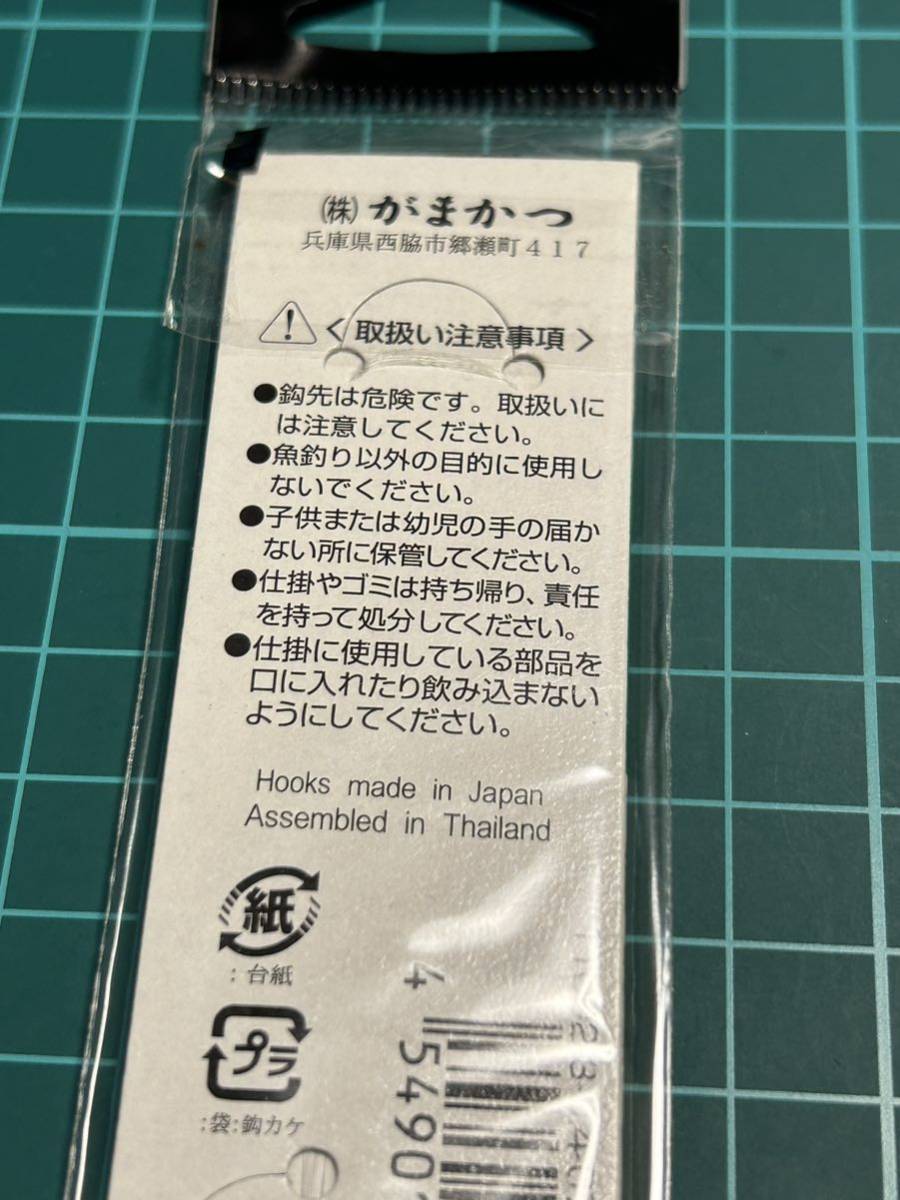 ㈱がまかつ
兵庫県西脇市郷瀬町417
〈取扱い注意事項〉
●鈎先は危険です。取扱いに
は注意してください。
●魚釣り以外の目的に使用し
ないでください。
●子供または幼児の手の届か
ない所に保管してください。
●仕掛やゴミは持ち帰り、責任
を持って処分してください。
●仕掛に使用している部品を
口に入れたり飲み込まない
ようにしてください。
Hooks made in Japan
Assembled in Thailand
紙
:台紙
プラ
:袋:鈎カケ
4 5490